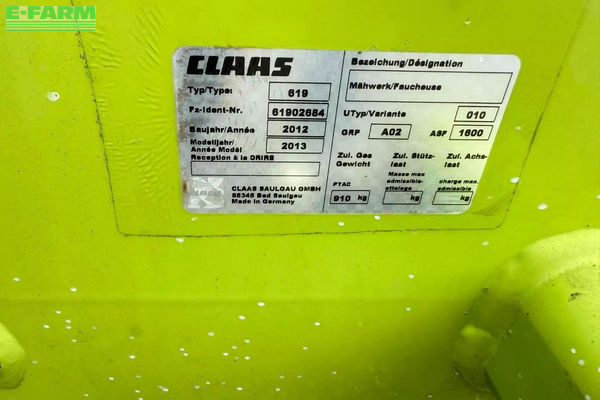 E-FARM
CLAAS
Typ/Type: 619
Fz-Ident-Nr. 61902684
Baujahr/Année 2012
Modelljahr/
Année Model 2013
Reception à la DRIRE
CLAAS SAULGAU GMBH
88348 Bad Saulgau
Made in Germany
Bezeichung/Désignation
Mähwerk/Faucheuse
UTyp/Variante 010
GRP A02 ASF 1600
Zul. Ges Zul. Stütz- Zul. Achs-
Gewicht last last
Masse max charge max.
admissible- admissible
PTAC attelage
910 kg kg kg